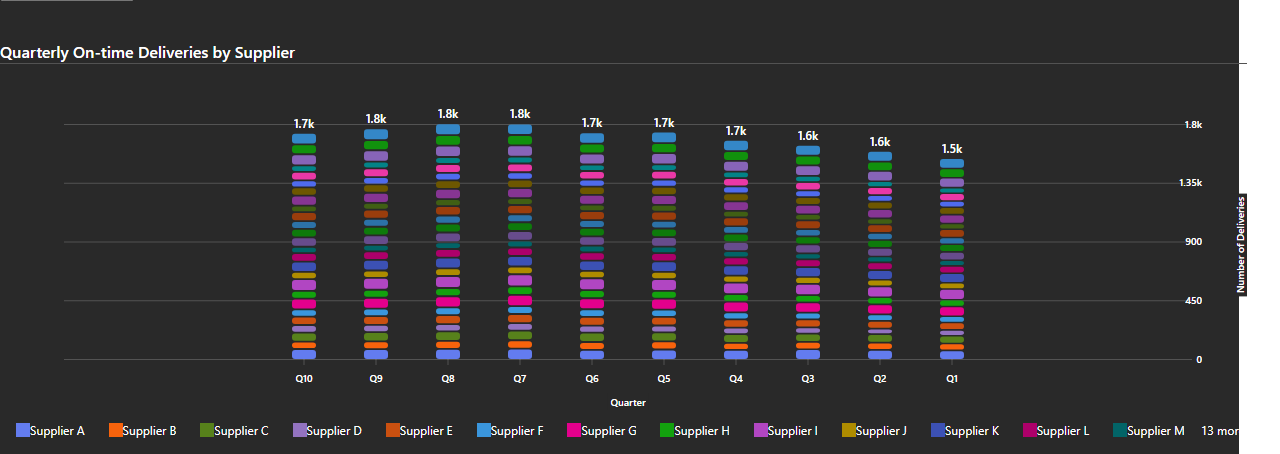 Quarterly On-time Deliveries by Supplier
1.7k 1.8k 1.8k 1.8k 1.7k 1.7k 1.7k 1.6k 1.6k 1.5k
1.8k
1.35k
900
450
0
Number of Deliveries
Q10 Q9 Q8 Q7 Q6 Q5 Q4 Q3 Q2 Q1
Quarter
Supplier A Supplier B Supplier C Supplier D Supplier E Supplier F Supplier G Supplier H Supplier I Supplier J Supplier K Supplier L Supplier M 13 mor